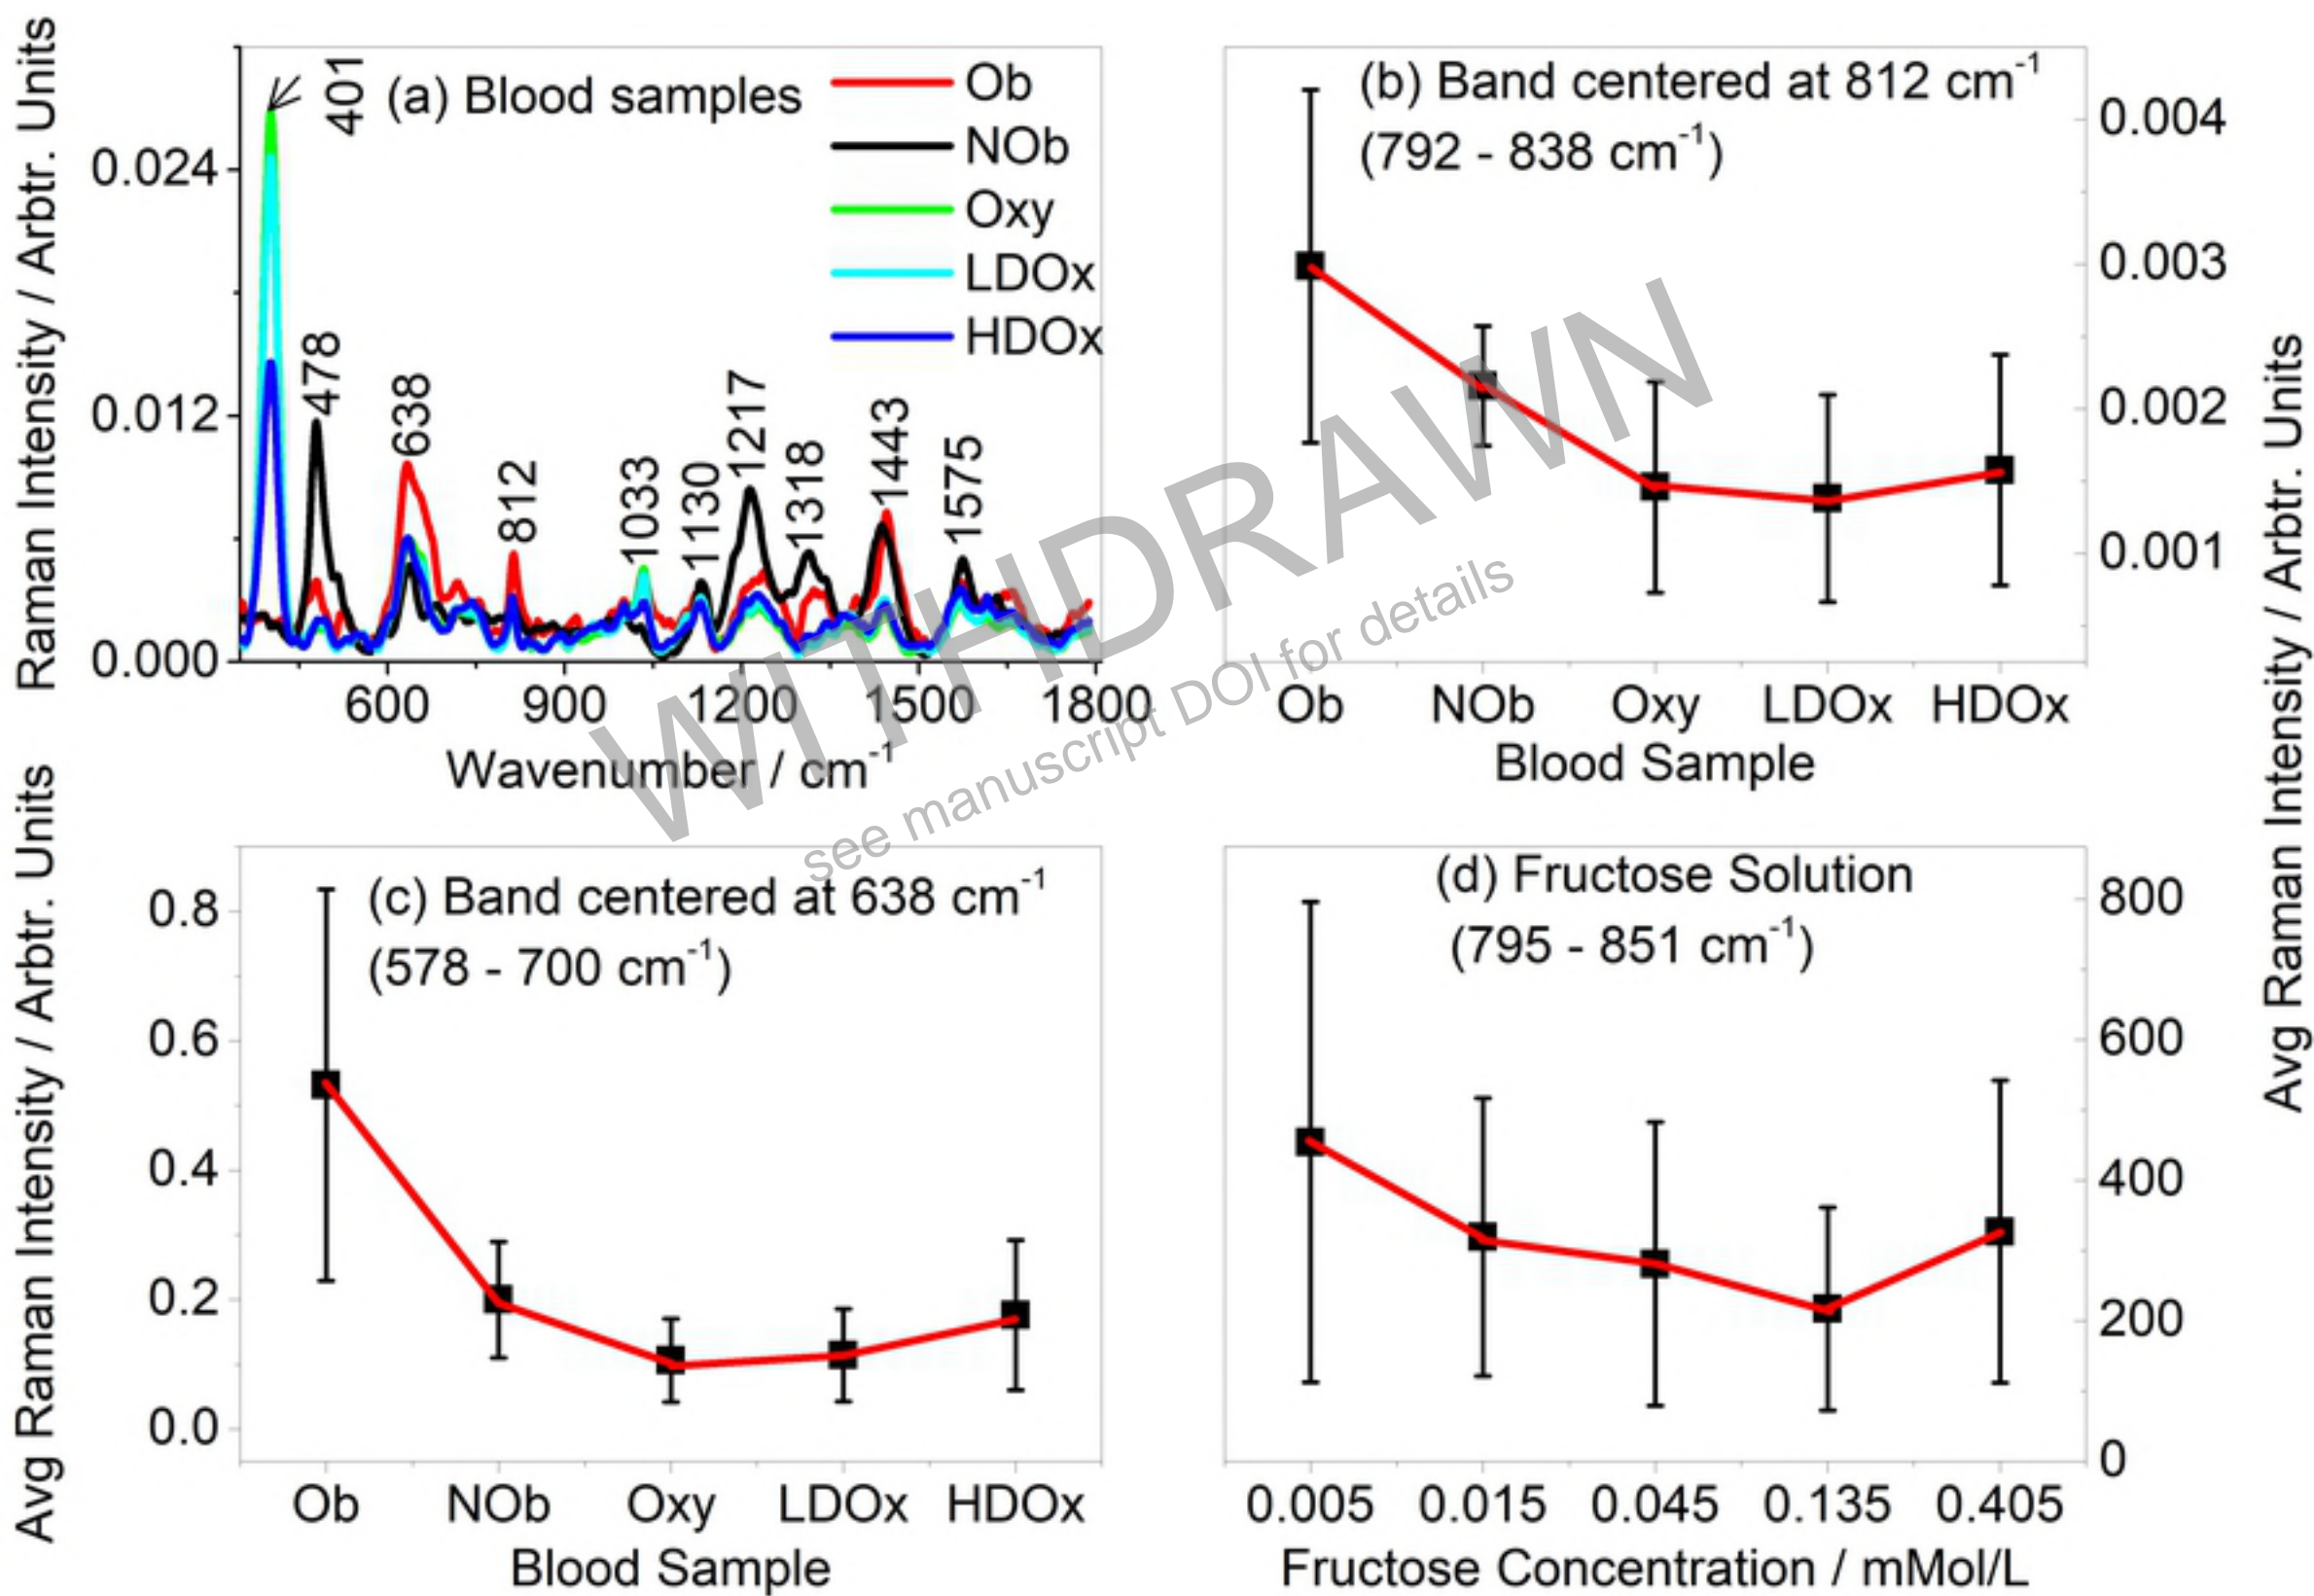 Raman Intensity / Arbtr. Units
0.024
0.012
0.000
(a) Blood samples
401
478
638
812
1033
1130
1217
1318
1443
1575
Ob
NOb
Oxy
LDOx
HDOx
600 900 1200 1500 1800
Wavenumber / cm⁻¹
(b) Band centered at 812 cm⁻¹
(792 - 838 cm⁻¹)
0.004
0.003
0.002
0.001
Ob NOb Oxy LDOx HDOx
Blood Sample
Avg Raman Intensity / Arbtr. Units
WITHDRAWN
see manuscript DOI for details
Avg Raman Intensity / Arbtr. Units
(c) Band centered at 638 cm⁻¹
(578 - 700 cm⁻¹)
0.8
0.6
0.4
0.2
0.0
Ob NOb Oxy LDOx HDOx
Blood Sample
(d) Fructose Solution
(795 - 851 cm⁻¹)
800
600
400
200
0
0.005 0.015 0.045 0.135 0.405
Fructose Concentration / mMol/L